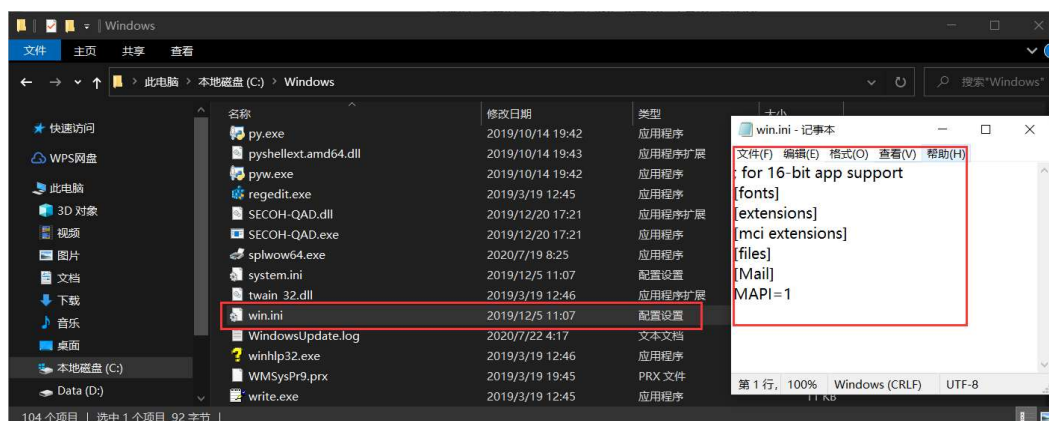 Windows
文件 主页 共享 查看
此电脑 > 本地磁盘 (C:) > Windows
搜索"Windows"
快速访问
WPS网盘
此电脑
3D 对象
视频
图片
文档
下载
音乐
桌面
本地磁盘 (C:)
Data (D:)
名称 修改日期 类型 大小
py.exe 2019/10/14 19:42 应用程序
pyshellext.amd64.dll 2019/10/14 19:43 应用程序扩展
pyw.exe 2019/10/14 19:42 应用程序
regedit.exe 2019/3/19 12:45 应用程序
SECOH-QAD.dll 2019/12/20 17:21 应用程序扩展
SECOH-QAD.exe 2019/12/20 17:21 应用程序
splwow64.exe 2020/7/19 8:25 应用程序
system.ini 2019/12/5 11:07 配置设置
twain_32.dll 2019/3/19 12:46 应用程序扩展
win.ini 2019/12/5 11:07 配置设置
WindowsUpdate.log 2020/7/22 4:17 文本文档
winhlp32.exe 2019/3/19 12:46 应用程序
WMSysPr9.prx 2019/3/19 19:45 PRX 文件
write.exe 2019/3/19 12:45 应用程序 11 KB
win.ini - 记事本
文件(F) 编辑(E) 格式(O) 查看(V) 帮助(H)
; for 16-bit app support
[fonts]
[extensions]
[mci extensions]
[files]
[Mail]
MAPI=1
第 1 行, 100% Windows (CRLF) UTF-8
104 个项目 | 选中 1 个项目 92 字节 |